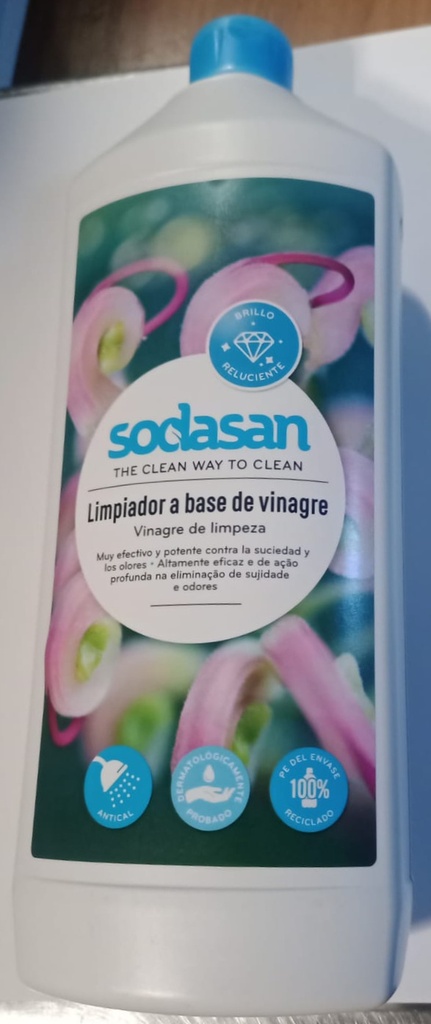 BRILLO
RELUCIENTE
sodasan
THE CLEAN WAY TO CLEAN
Limpiador a base de vinagre
Vinagre de limpeza
Muy efectivo y potente contra la suciedad y
los olores • Altamente eficaz e de ação
profunda na eliminação de sujidade
e odores
ANTICAL
DERMATOLÓGICAMENTE
PROBADO
PE DEL ENVASE
100%
RECICLADO